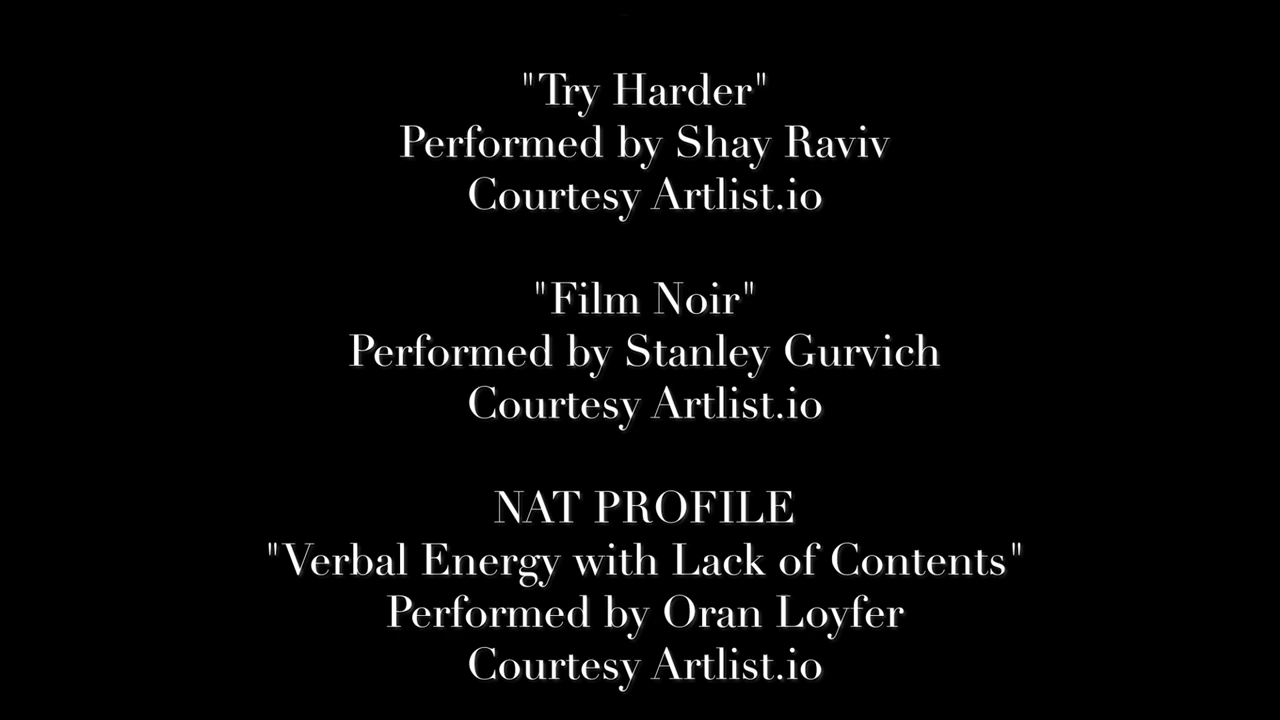 "Try Harder"
Performed by Shay Raviv
Courtesy Artlist.io
"Film Noir"
Performed by Stanley Gurvich
Courtesy Artlist.io
NAT PROFILE
"Verbal Energy with Lack of Contents"
Performed by Oran Loyfer
Courtesy Artlist.io